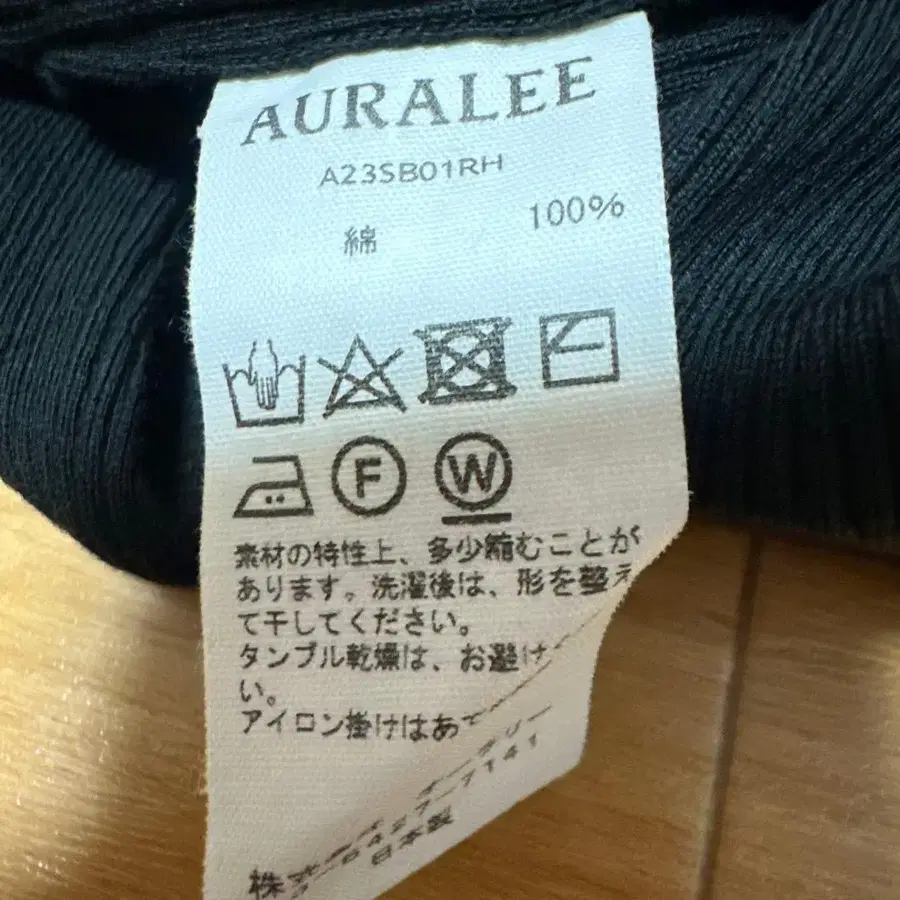 AURALEE
A23SB01RH
綿 100%
F W
素材の特性上、多少縮むことが
あります。洗濯後は、形を整え
て干してください。
タンブル乾燥は、お避け
い。
アイロン掛けはあて
株
7141
日本製